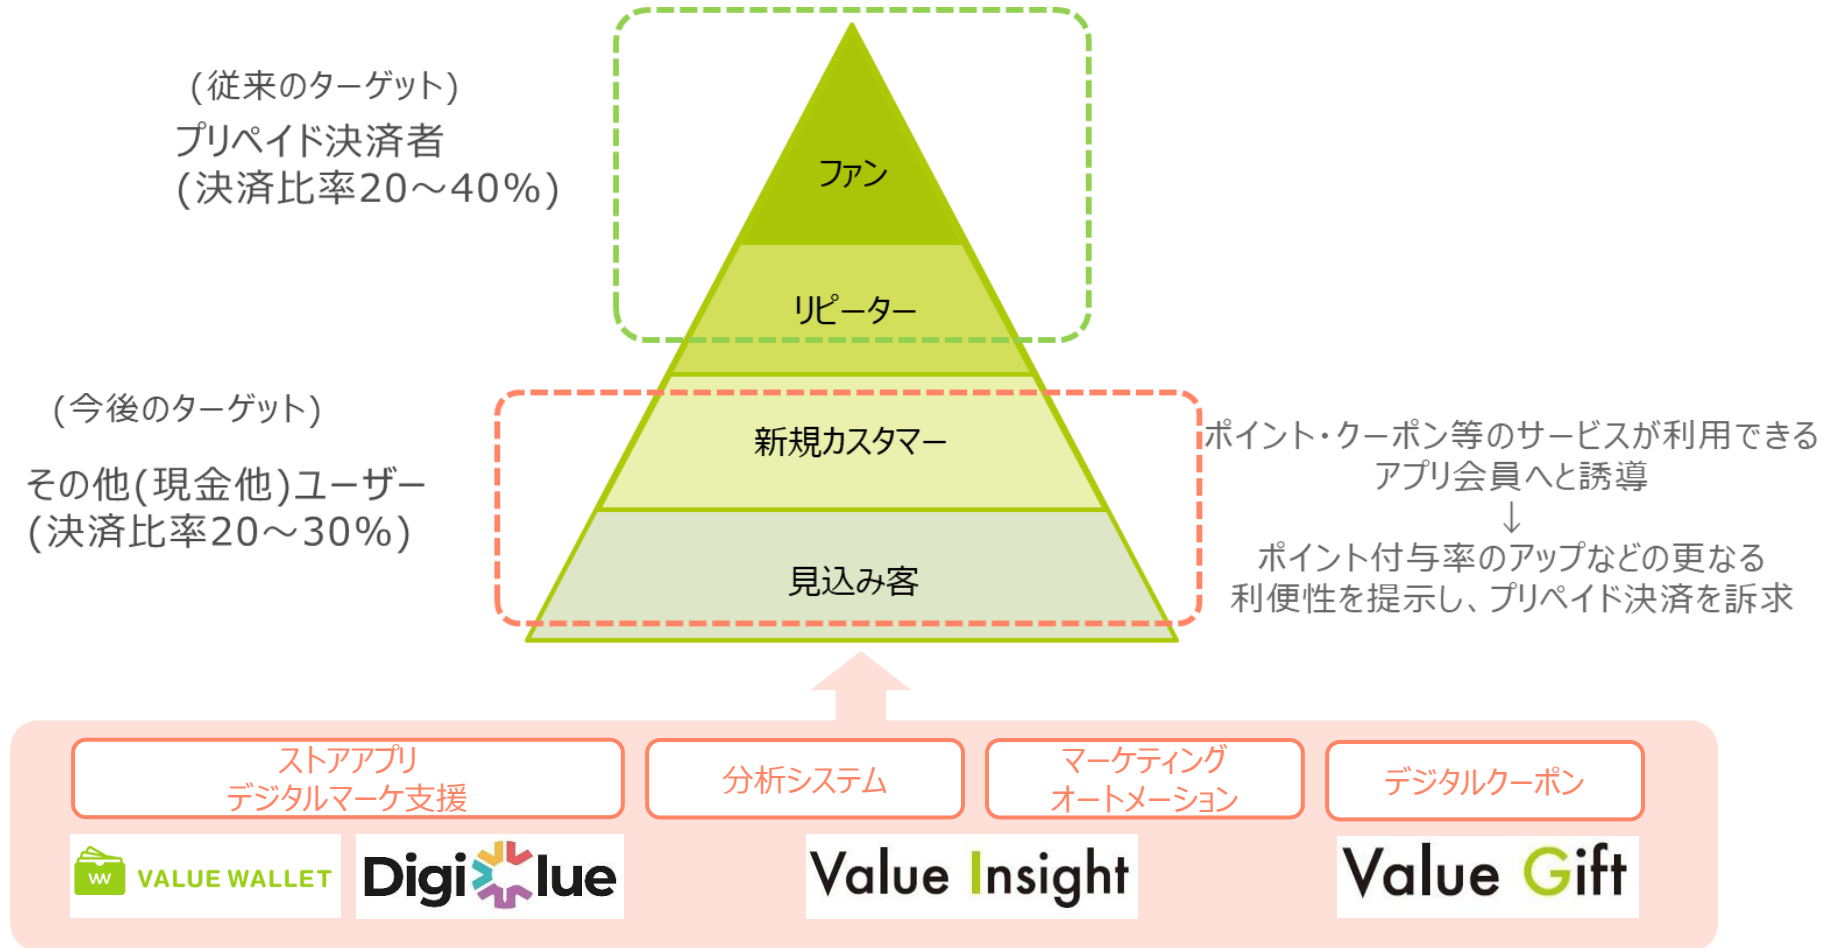 (従来のターゲット)
プリペイド決済者
(決済比率20～40%)
ファン
リピーター
(今後のターゲット)
その他(現金他)ユーザー
(決済比率20～30%)
新規カスタマー
見込み客
ポイント・クーポン等のサービスが利用できる
アプリ会員へと誘導
↓
ポイント付与率のアップなどの更なる
利便性を提示し、プリペイド決済を訴求
ストアアプリ
デジタルマーケ支援
分析システム
マーケティング
オートメーション
デジタルクーポン
VALUE WALLET
DigiClue
Value Insight
Value Gift